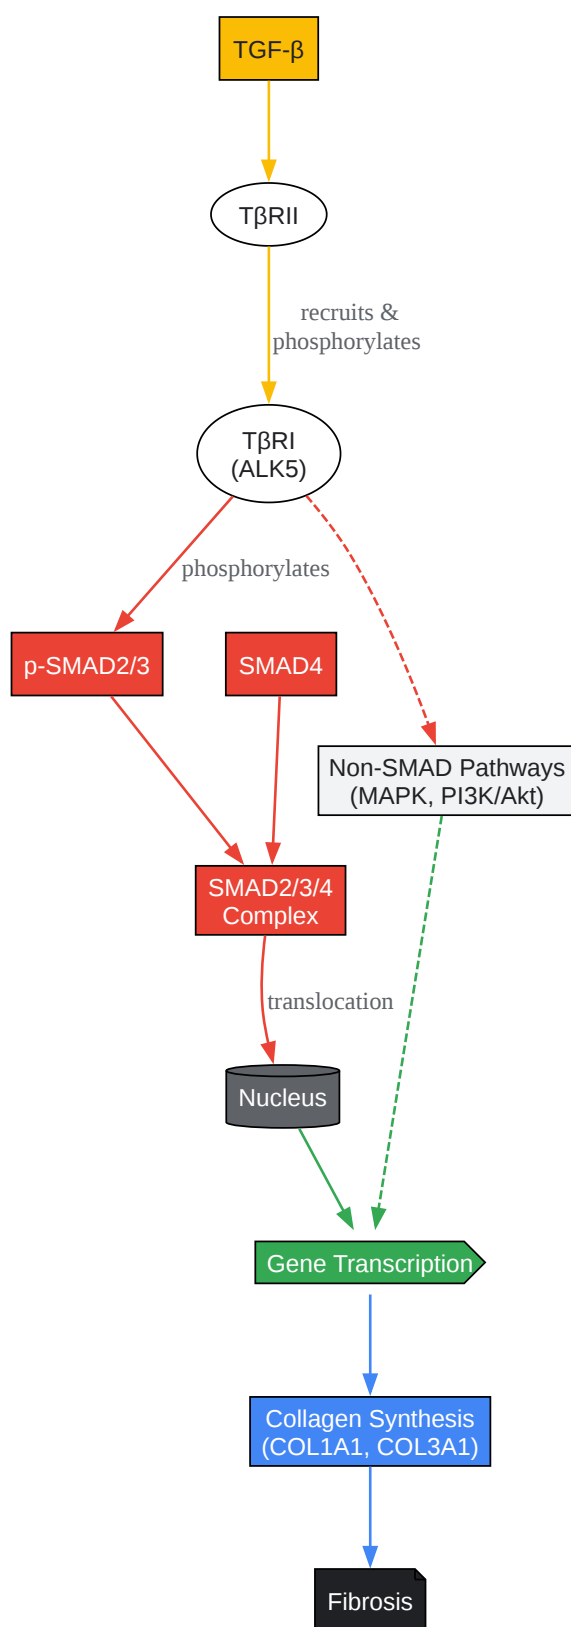 TGF-β
TβRII
recruits &
phosphorylates
TβRI
(ALK5)
phosphorylates
p-SMAD2/3
SMAD4
Non-SMAD Pathways
(MAPK, PI3K/Akt)
SMAD2/3/4
Complex
translocation
Nucleus
Gene Transcription
Collagen Synthesis
(COL1A1, COL3A1)
Fibrosis